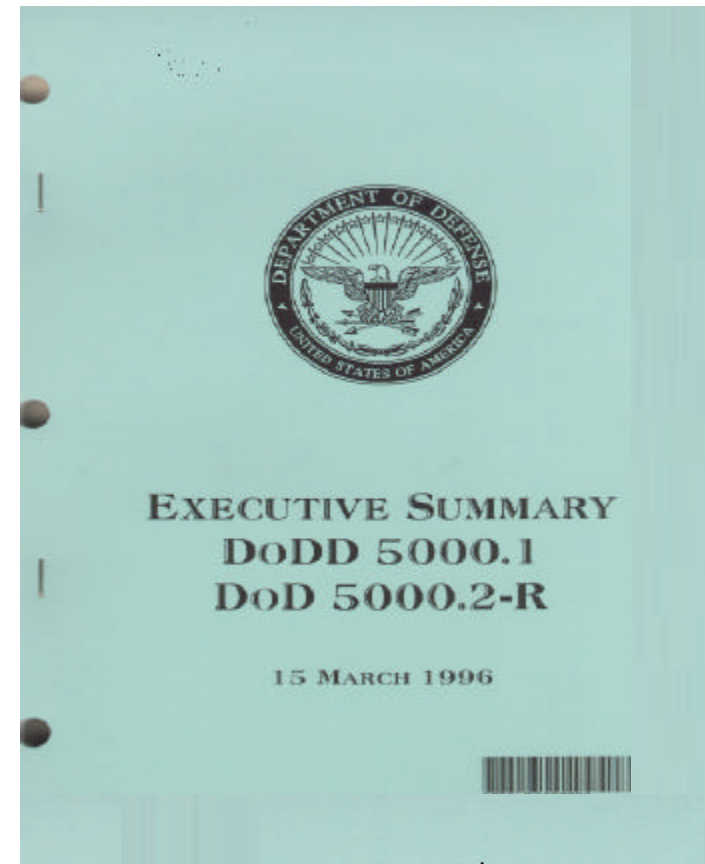 DEPARTMENT OF DEFENSE
UNITED STATES OF AMERICA
EXECUTIVE SUMMARY
DoDD 5000.1
DoD 5000.2-R
15 MARCH 1996